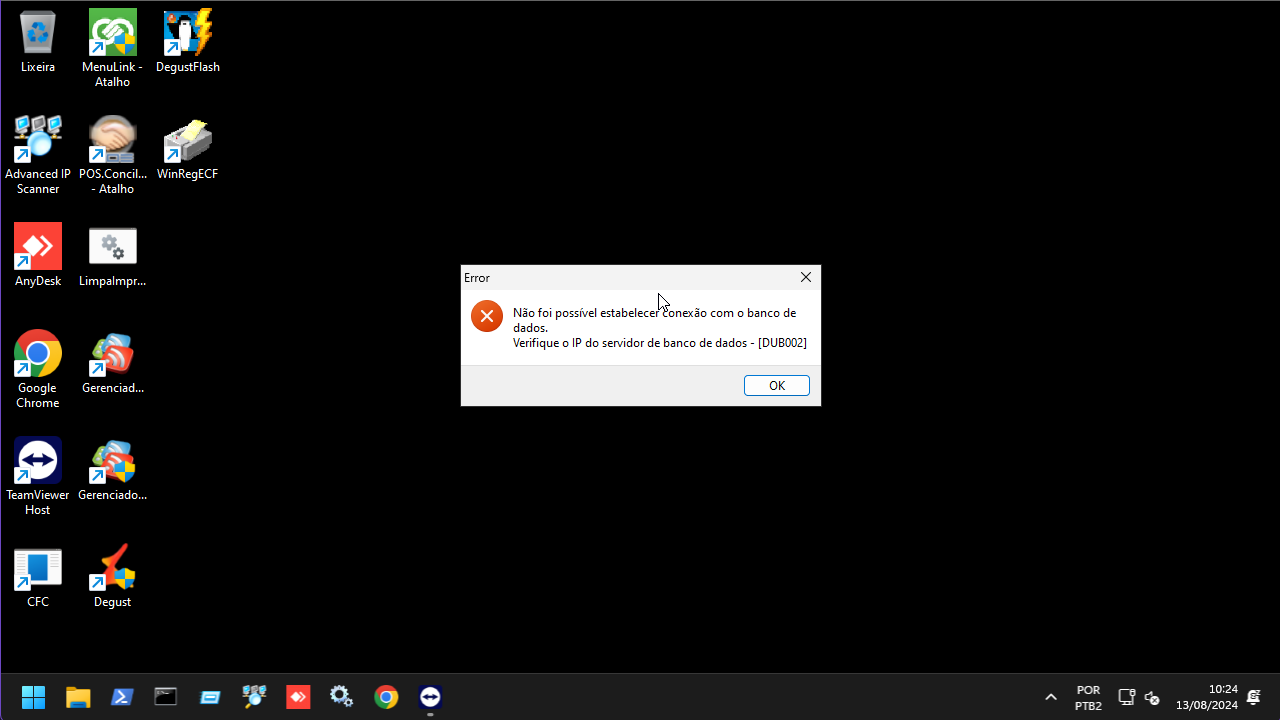 Lixeira
MenuLink -
Atalho
DegustFlash
Advanced IP
Scanner
POS.Concil...
- Atalho
WinRegECF
AnyDesk
LimpaImpr...
Google
Chrome
Gerenciad...
TeamViewer
Host
Gerenciado...
CFC
Degust
Error
Não foi possível estabelecer conexão com o banco de
dados.
Verifique o IP do servidor de banco de dados - [DUB002]
OK
POR
PTB2
10:24
13/08/2024